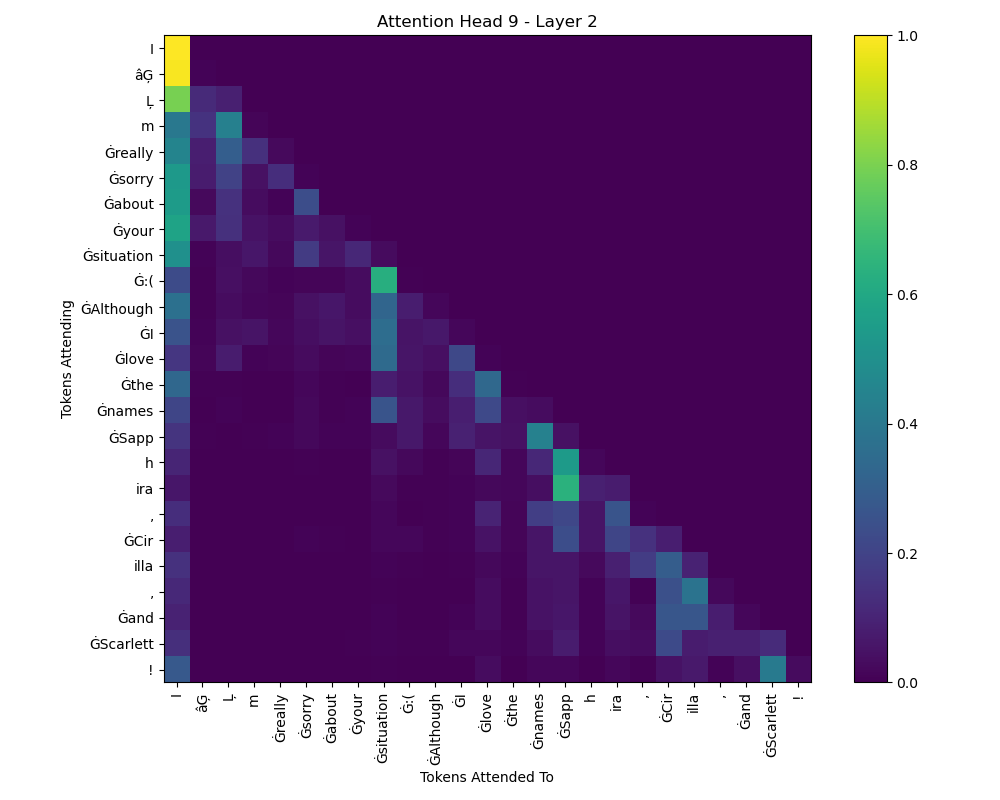 Attention Head 9 - Layer 2
Tokens Attending
I
âĢ
Ļ
m
Ġreally
Ġsorry
Ġabout
Ġyour
Ġsituation
Ġ:(
ĠAlthough
ĠI
Ġlove
Ġthe
Ġnames
ĠSapp
h
ira
,
ĠCir
illa
,
Ġand
ĠScarlett
!
I
âĢ
Ļ
m
Ġreally
Ġsorry
Ġabout
Ġyour
Ġsituation
Ġ:(
ĠAlthough
ĠI
Ġlove
Ġthe
Ġnames
ĠSapp
h
ira
,
ĠCir
illa
,
Ġand
ĠScarlett
!
Tokens Attended To
1.0
0.8
0.6
0.4
0.2
0.0